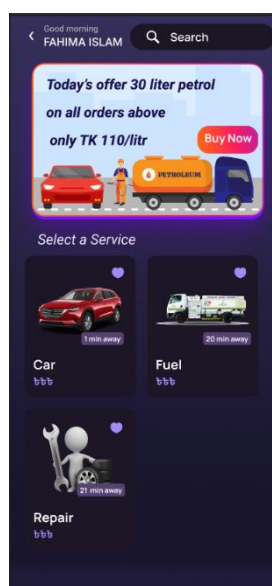 Good morning
FAHIMA ISLAM
Search
Today's offer 30 liter petrol
on all orders above
only TK 110/litr
Buy Now
PETROLEUM
Select a Service
1 min away
20 min away
Car
৳৳৳
Fuel
৳৳৳
21 min away
Repair
৳৳৳